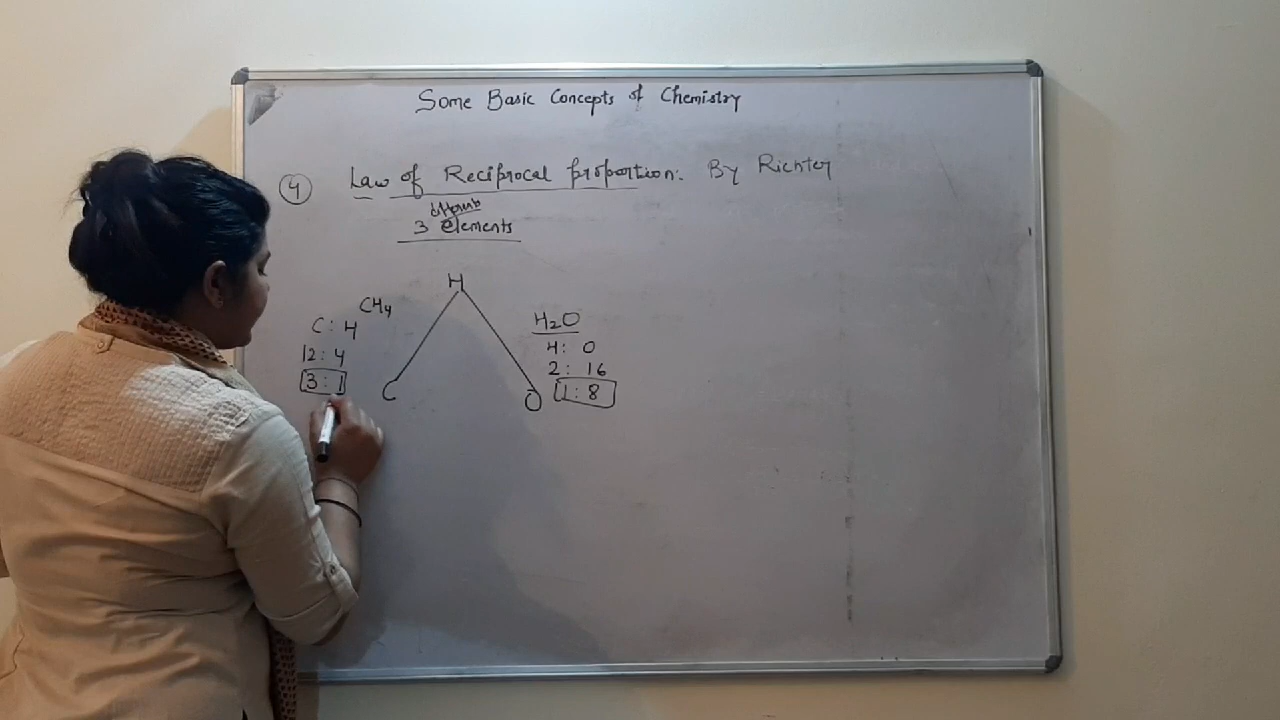 Some Basic Concepts of Chemistry
4 Law of Reciprocal proportion: By Richter
different
3 elements
H
CH4
C : H
12 : 4
3 : 1
C
H2O
H : O
2 : 16
1 : 8
O